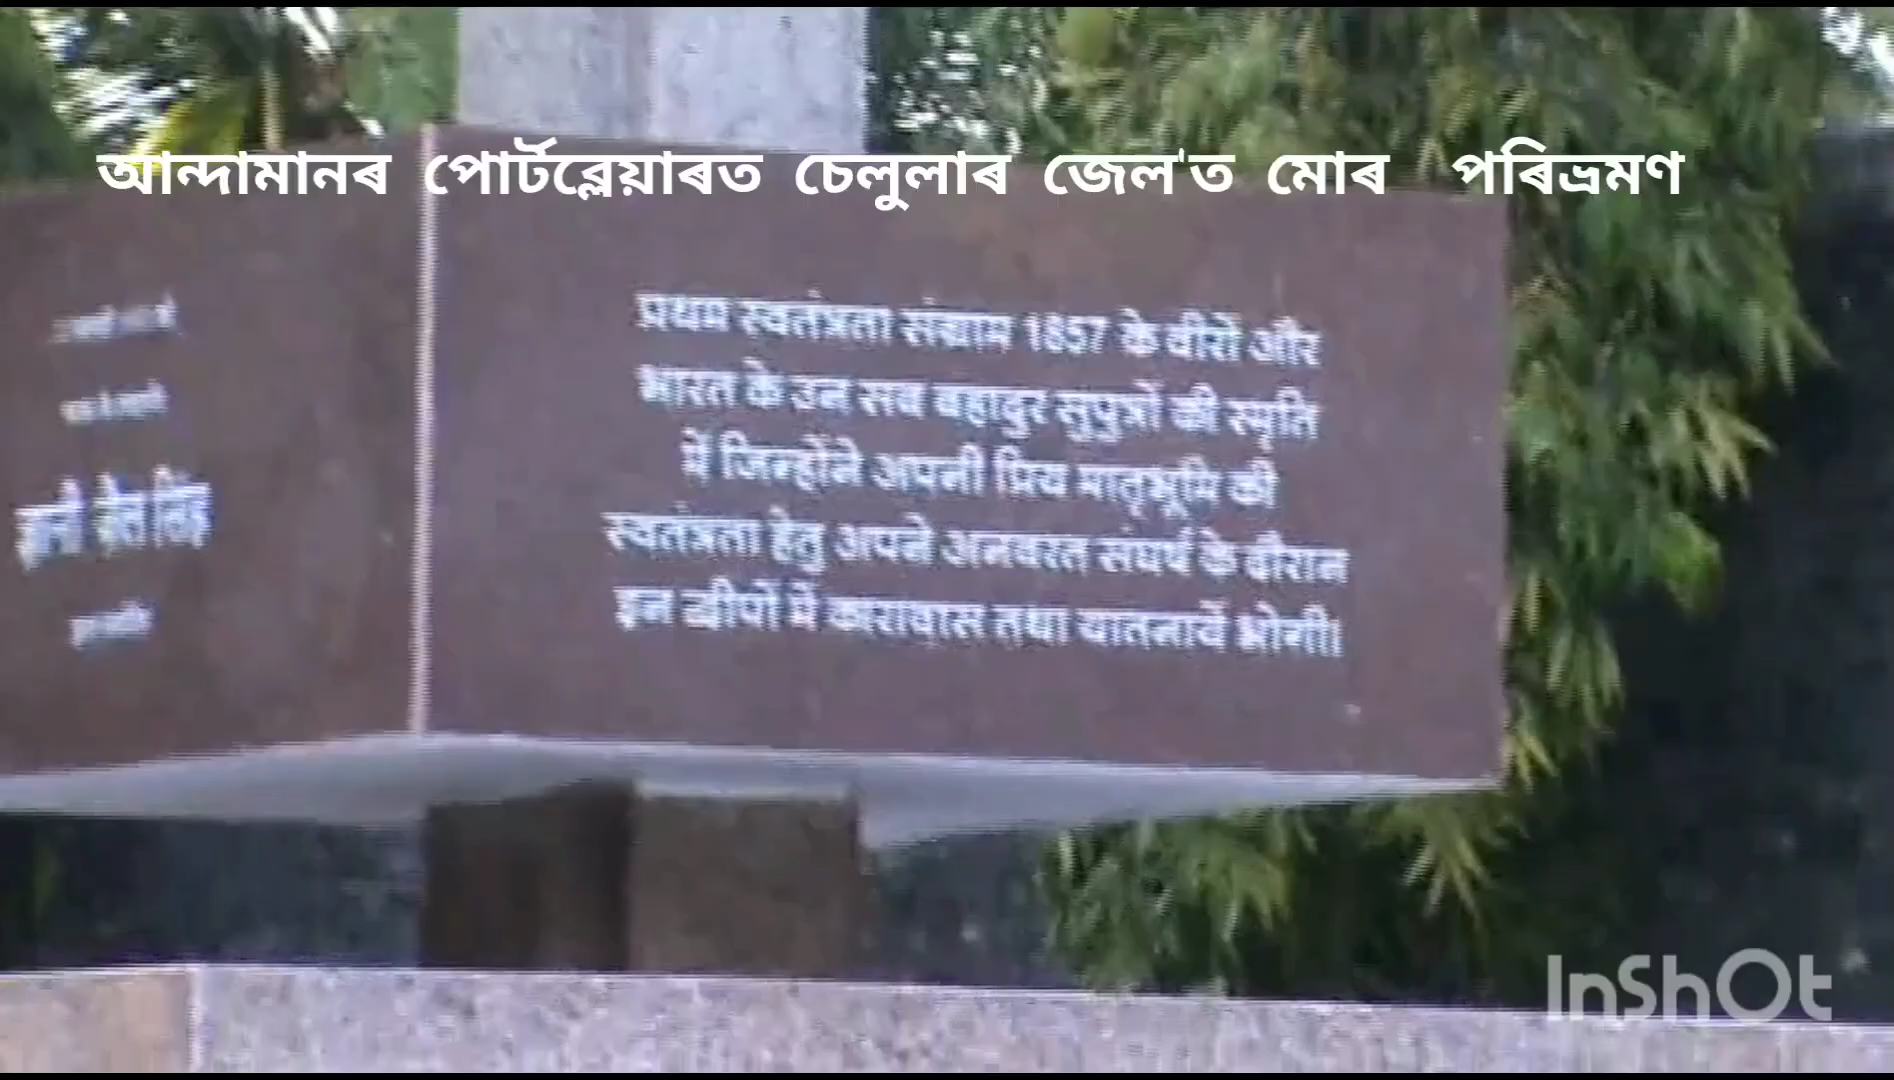 আন্দামানৰ পোৰ্টব্লেয়াৰত চেলুলাৰ জেল'ত মোৰ পৰিভ্ৰমণ
प्रथम स्वतंत्रता संग्राम 1857 के वीरों और
भारत के उन सब बहादुर सुपुत्रों की स्मृति
में जिन्होंने अपनी प्रिय मातृभूमि की
स्वतंत्रता हेतु अपने अनवरत संघर्ष के दौरान
इन द्वीपों में कारावास तथा यातनायें भोगी।
ज्ञानी जैल सिंह
InShOt